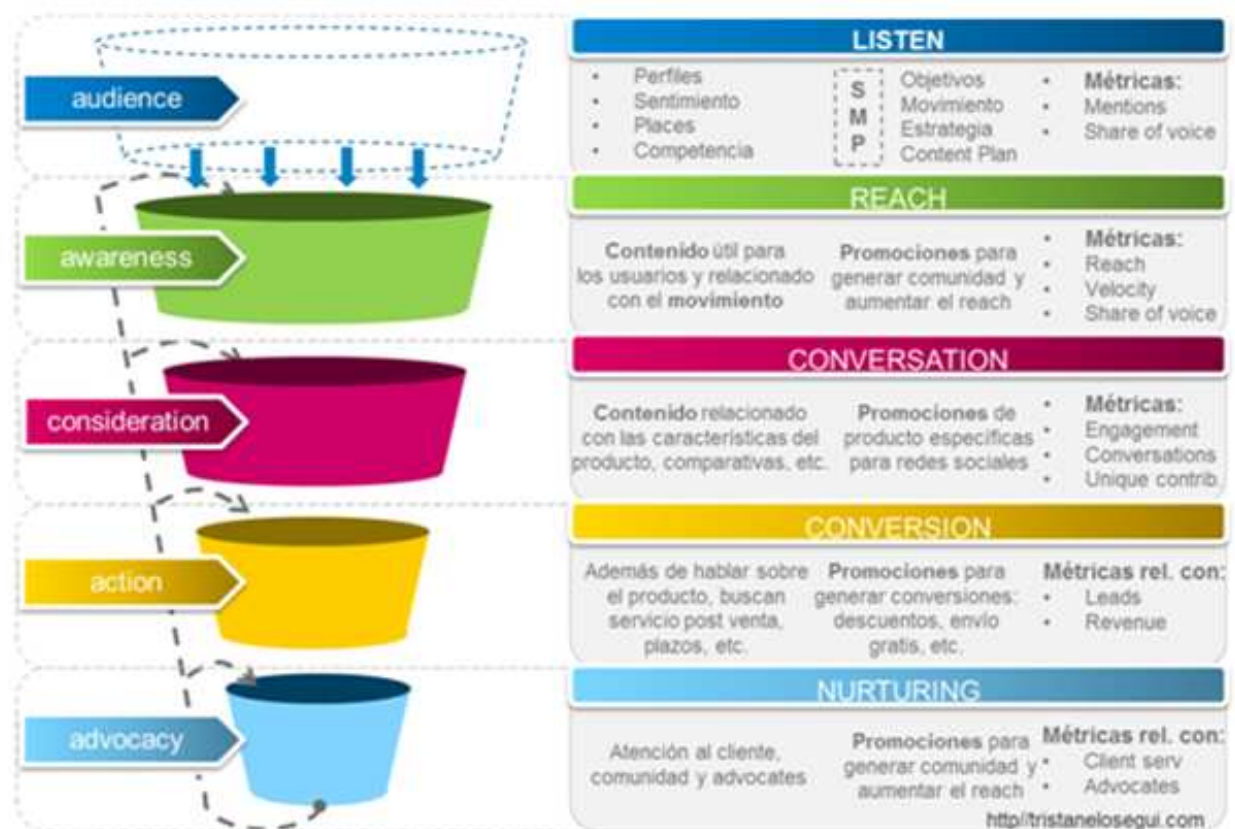 audience
LISTEN
Perfiles
Sentimiento
Places
Competencia
S
M
P
Objetivos
Movimiento
Estrategia
Content Plan
Métricas:
Mentions
Share of voice
awareness
REACH
Contenido útil para
los usuarios y relacionado
con el movimiento
Promociones para
generar comunidad y
aumentar el reach
Métricas:
Reach
Velocity
Share of voice
consideration
CONVERSATION
Contenido relacionado
con las características del
producto, comparativas, etc.
Promociones de
producto específicas
para redes sociales
Métricas:
Engagement
Conversations
Unique contrib.
action
CONVERSION
Además de hablar sobre
el producto, buscan
servicio post venta,
plazos, etc.
Promociones para
generar conversiones:
descuentos, envío
gratis, etc.
Métricas rel. con:
Leads
Revenue
advocacy
NURTURING
Atención al cliente,
comunidad y advocates
Promociones para
generar comunidad y
aumentar el reach
Métricas rel. con:
Client serv
Advocates
http//tristanelosegui.com